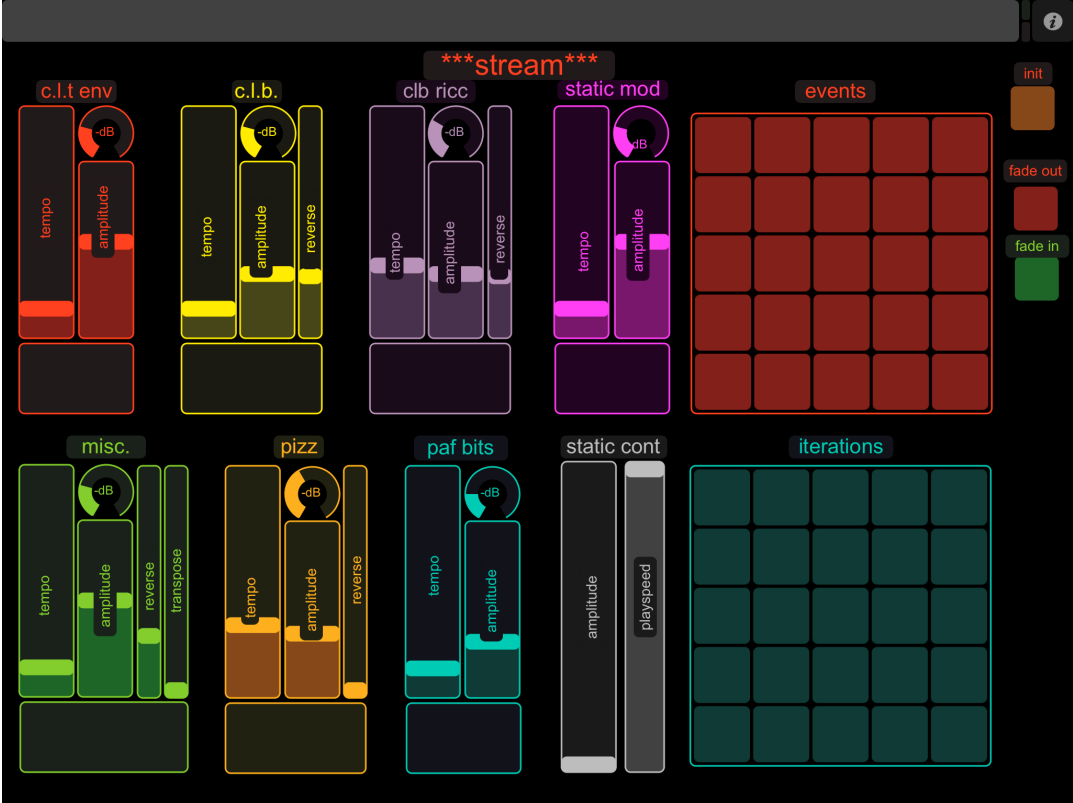 i
***stream***
c.l.t env
c.l.b.
clb ricc
static mod
events
init
-dB
-dB
-dB
dB
tempo
amplitude
tempo
amplitude
reverse
tempo
amplitude
reverse
tempo
amplitude
fade out
fade in
misc.
pizz
paf bits
static cont
iterations
-dB
-dB
-dB
tempo
amplitude
reverse
transpose
tempo
amplitude
reverse
tempo
amplitude
amplitude
playspeed